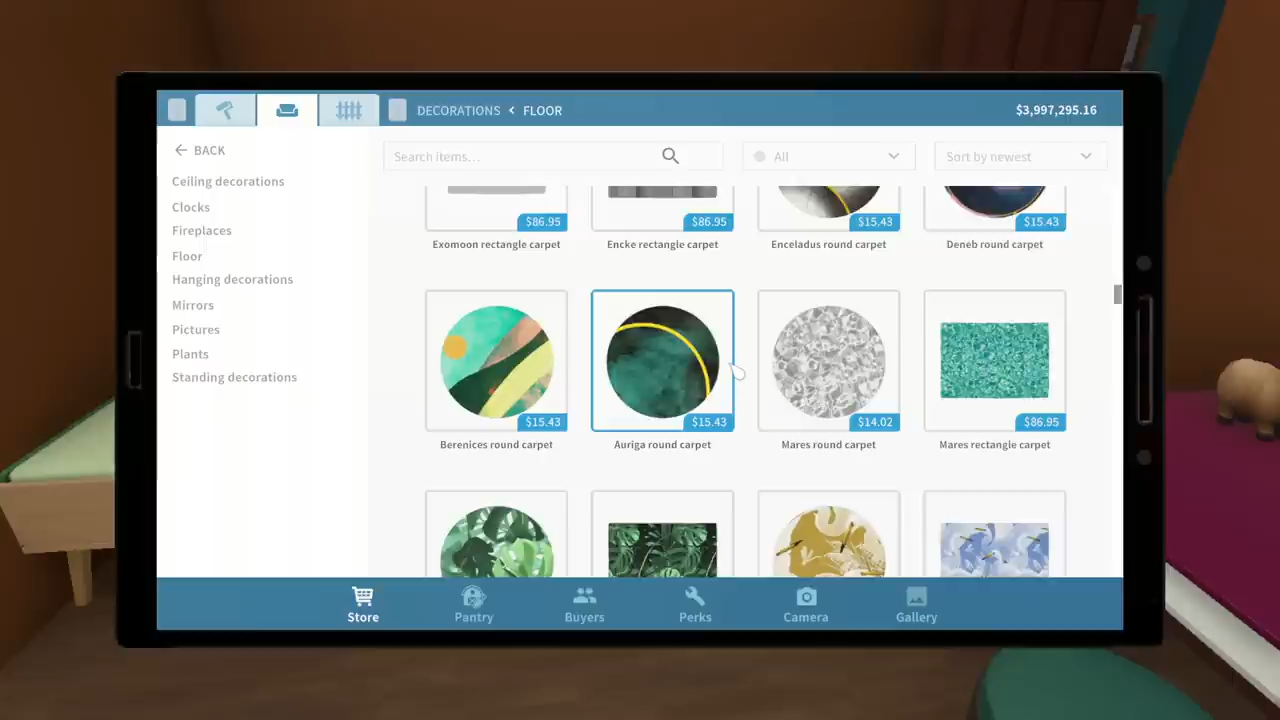 DECORATIONS < FLOOR
$3,997,295.16
BACK
Search items...
All
Sort by newest
Ceiling decorations
Clocks
Fireplaces
Floor
Hanging decorations
Mirrors
Pictures
Plants
Standing decorations
$86.95
$86.95
$15.43
$15.43
Exomoon rectangle carpet
Encke rectangle carpet
Enceladus round carpet
Deneb round carpet
$15.43
$15.43
$14.02
$86.95
Berenices round carpet
Auriga round carpet
Mares round carpet
Mares rectangle carpet
Store
Pantry
Buyers
Perks
Camera
Gallery